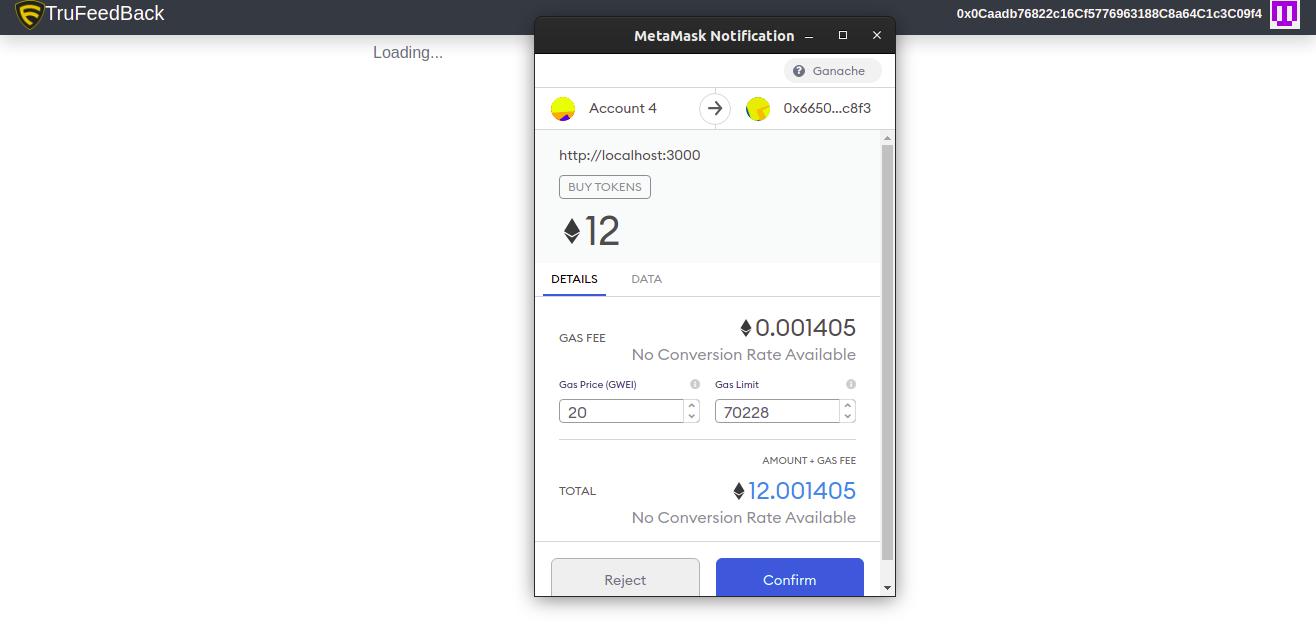 TruFeedBack
0x0Caadb76822c16Cf5776963188C8a64C1c3C09f4
Loading...
MetaMask Notification
Ganache
Account 4
0x6650...c8f3
http://localhost:3000
BUY TOKENS
12
DETAILS DATA
GAS FEE
0.001405
No Conversion Rate Available
Gas Price (GWEI) Gas Limit
20 70228
AMOUNT + GAS FEE
TOTAL
12.001405
No Conversion Rate Available
Reject Confirm